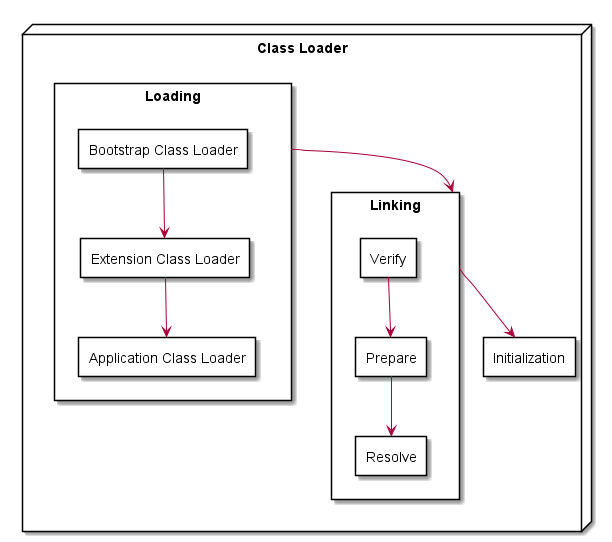 Class Loader
Loading
Bootstrap Class Loader
Extension Class Loader
Application Class Loader
Linking
Verify
Prepare
Resolve
Initialization